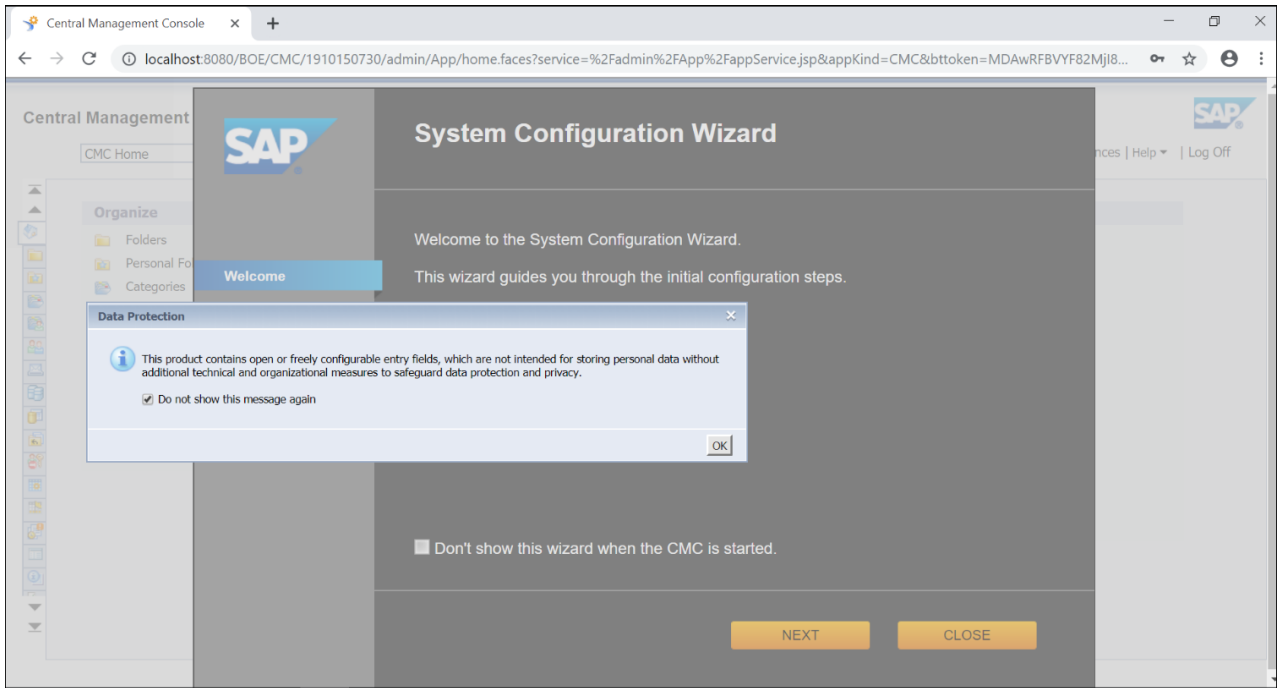 Central Management Console
localhost:8080/BOE/CMC/1910150730/admin/App/home.faces?service=%2Fadmin%2FApp%2FappService.jsp&appKind=CMC&bttoken=MDAwRFBVYF82MjI8...
Central Management
SAP
System Configuration Wizard
SAP
CMC Home
nces | Help | Log Off
Organize
Folders
Welcome to the System Configuration Wizard.
Personal Fo
Welcome
This wizard guides you through the initial configuration steps.
Categories
Data Protection
This product contains open or freely configurable entry fields, which are not intended for storing personal data without
additional technical and organizational measures to safeguard data protection and privacy.
Do not show this message again
OK
Don't show this wizard when the CMC is started.
NEXT
CLOSE